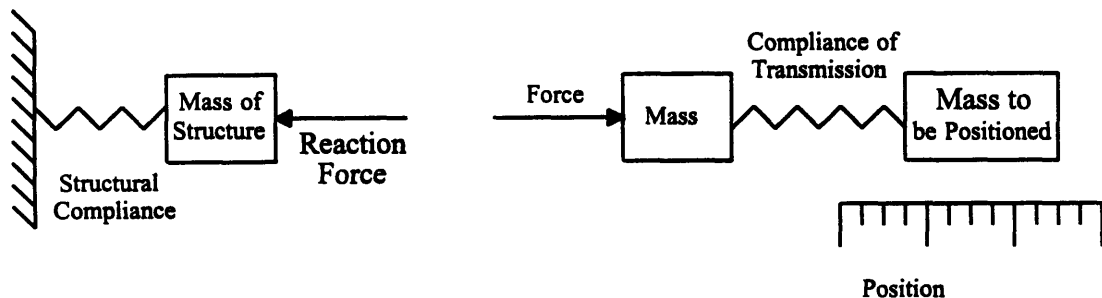 Mass of
Structure
Reaction
Force
Structural
Compliance
Force
Mass
Compliance of
Transmission
Mass to
be Positioned
Position